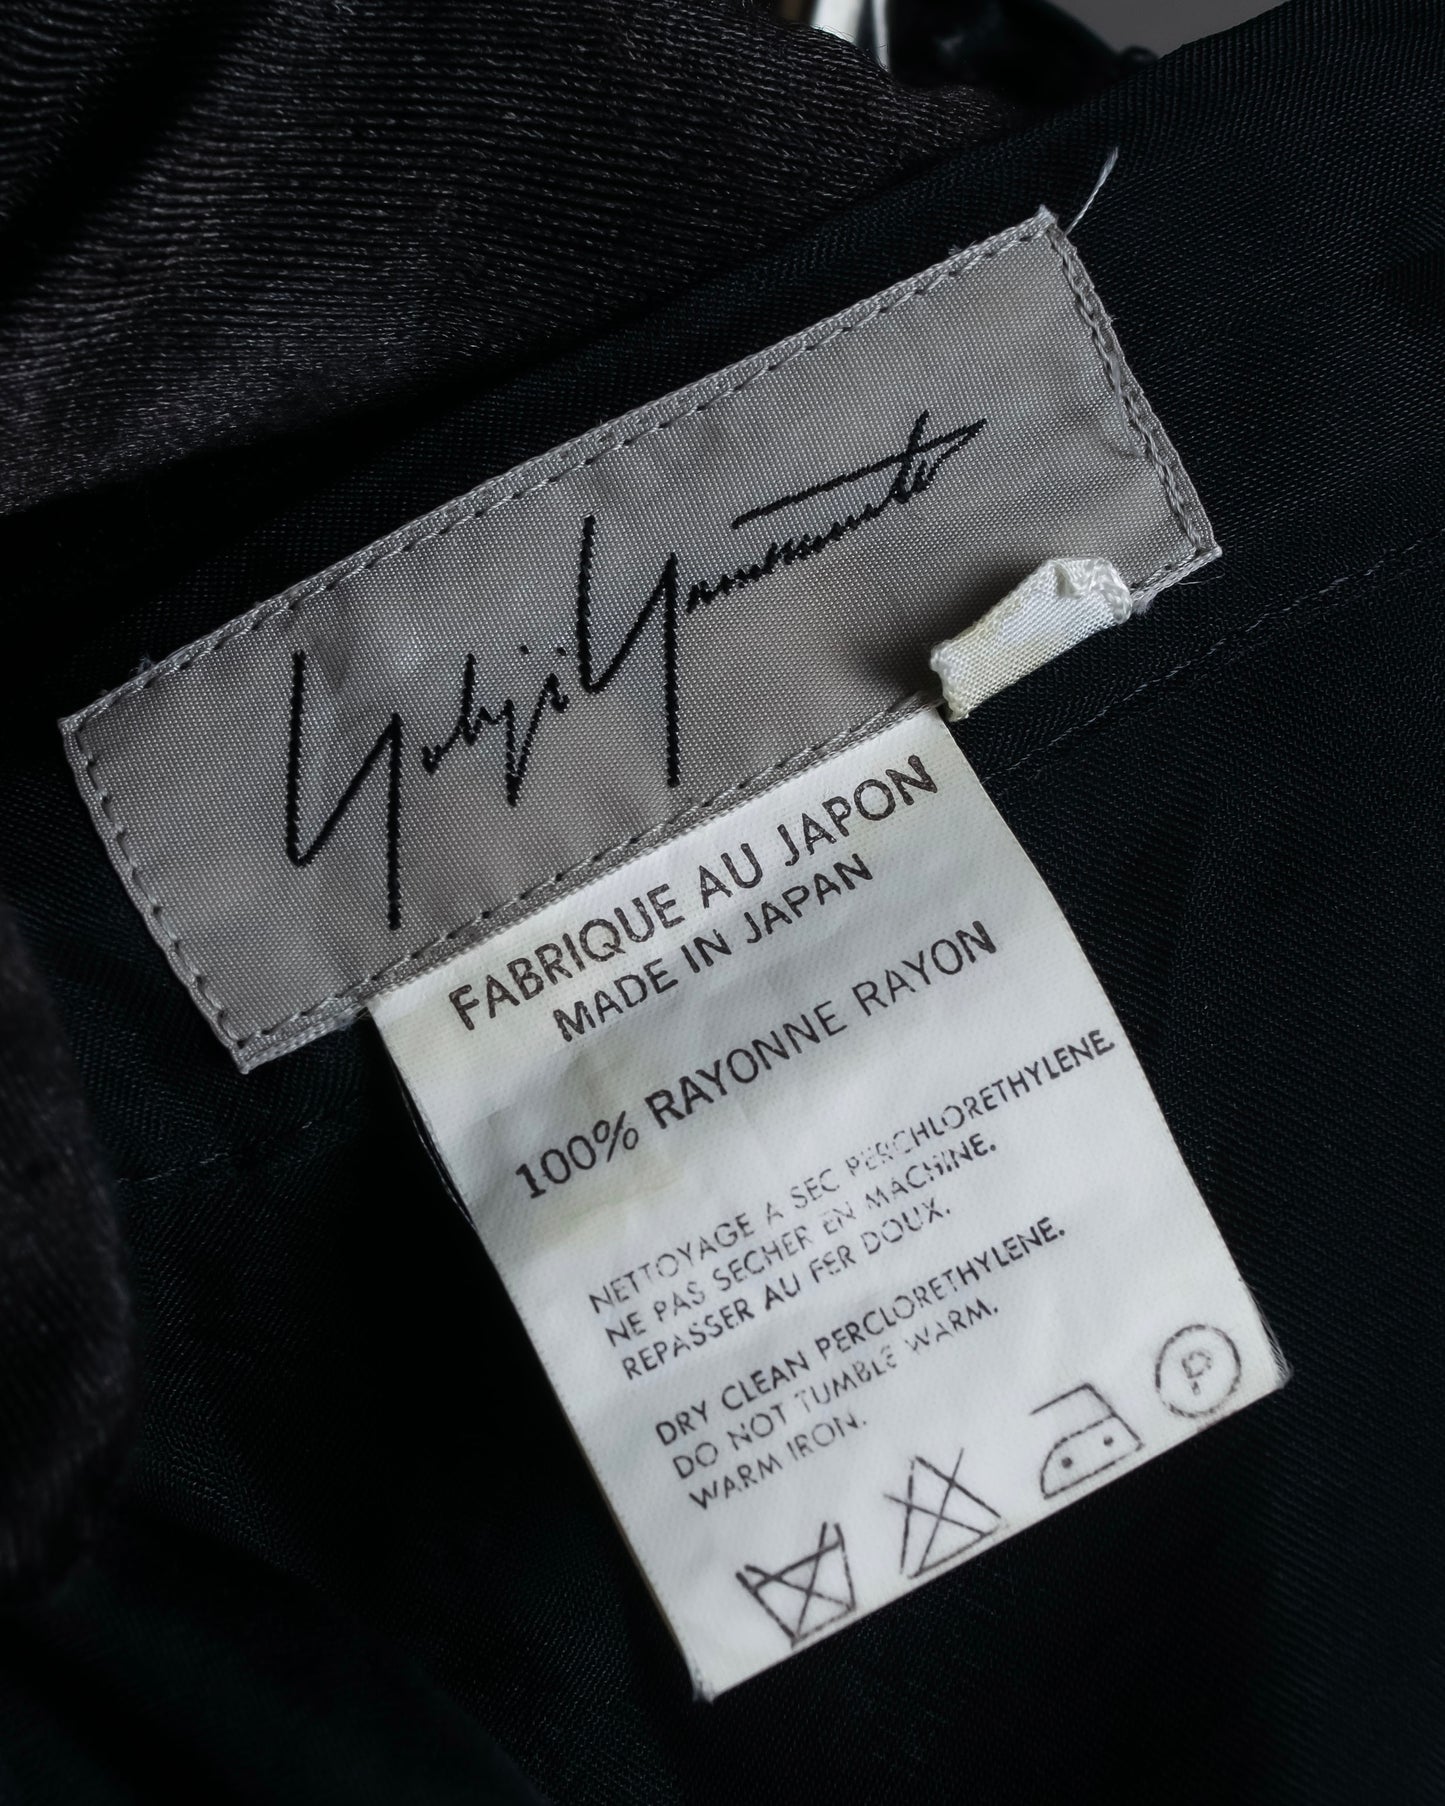 Yohji Yamamoto
FABRIQUE AU JAPON
MADE IN JAPAN
100% RAYONNE RAYON
NETTOYAGE A SEC PERCHLORETHYLENE.
NE PAS SECHER EN MACHINE.
REPASSER AU FER DOUX.
DRY CLEAN PERCLORETHYLENE.
DO NOT TUMBLE WARM.
WARM IRON.
P